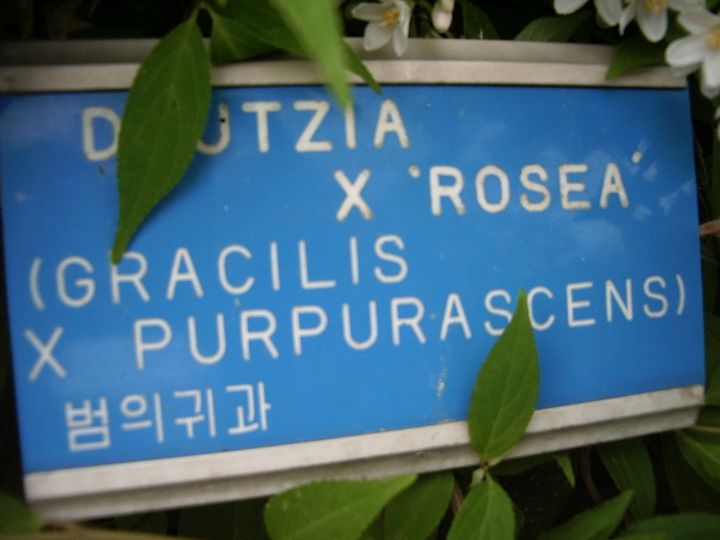 DEUTZIA
X 'ROSEA'
(GRACILIS
X PURPURASCENS)
범의귀과